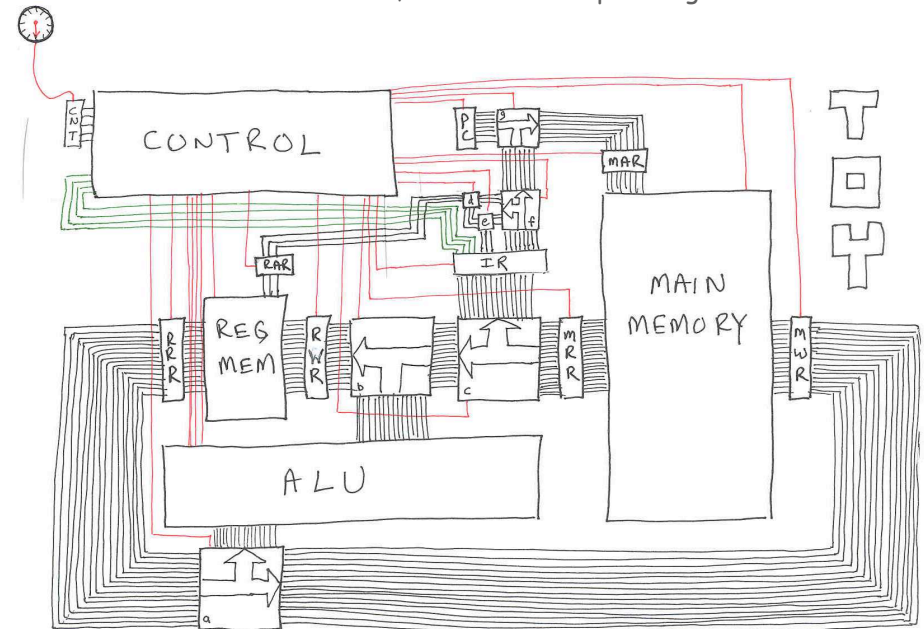 CNT
CONTROL
PC
g
MAR
d
e
f
IR
RAR
TOY
RRR
REG
MEM
RWR
b
c
MRR
MAIN
MEMORY
MWR
ALU
a